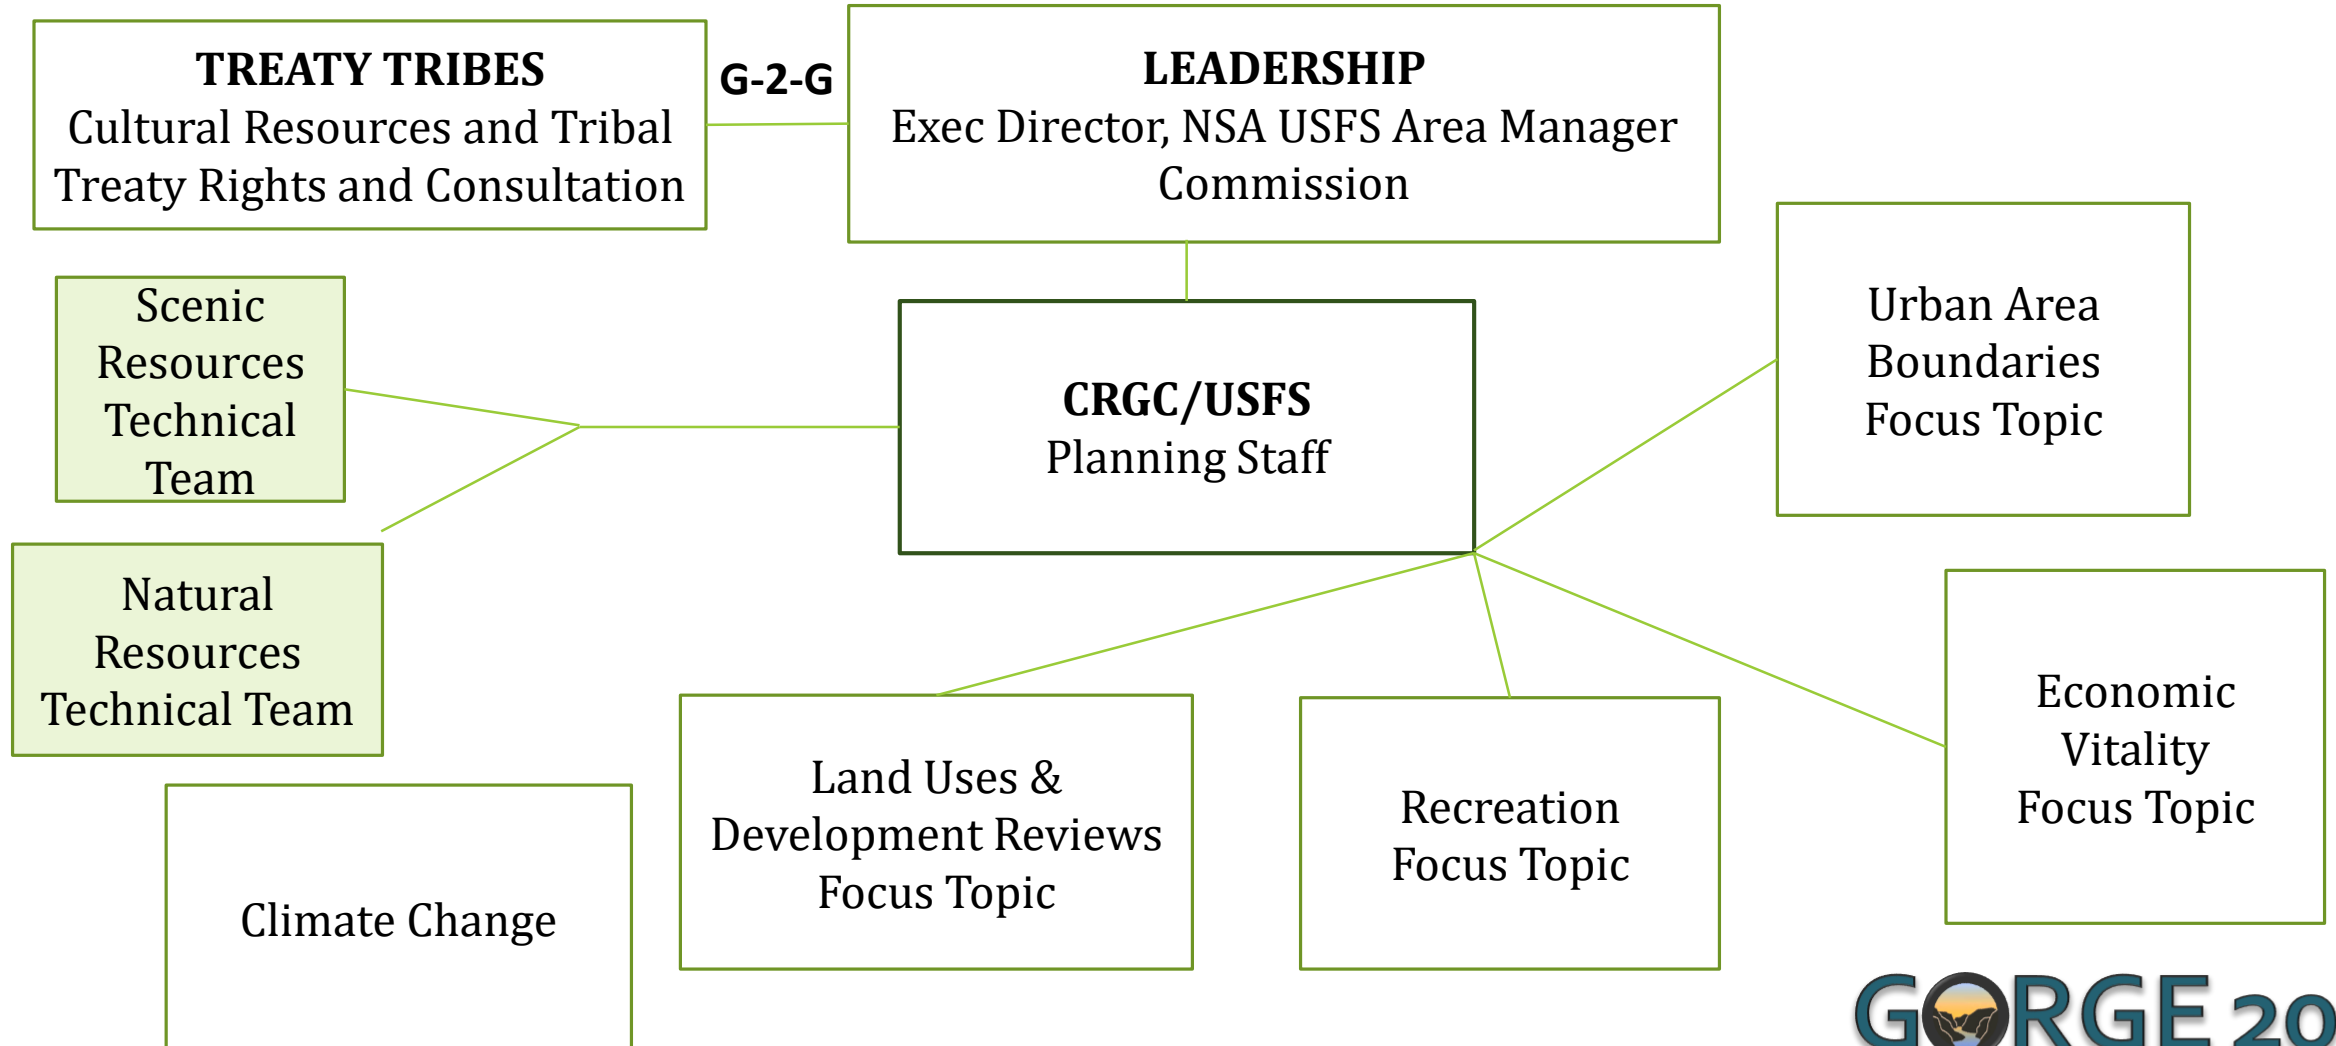 TREATY TRIBES
Cultural Resources and Tribal
Treaty Rights and Consultation
G-2-G
LEADERSHIP
Exec Director, NSA USFS Area Manager
Commission
Scenic
Resources
Technical
Team
CRGC/USFS
Planning Staff
Urban Area
Boundaries
Focus Topic
Natural
Resources
Technical Team
Climate Change
Land Uses &
Development Reviews
Focus Topic
Recreation
Focus Topic
Economic
Vitality
Focus Topic
GORGE 20